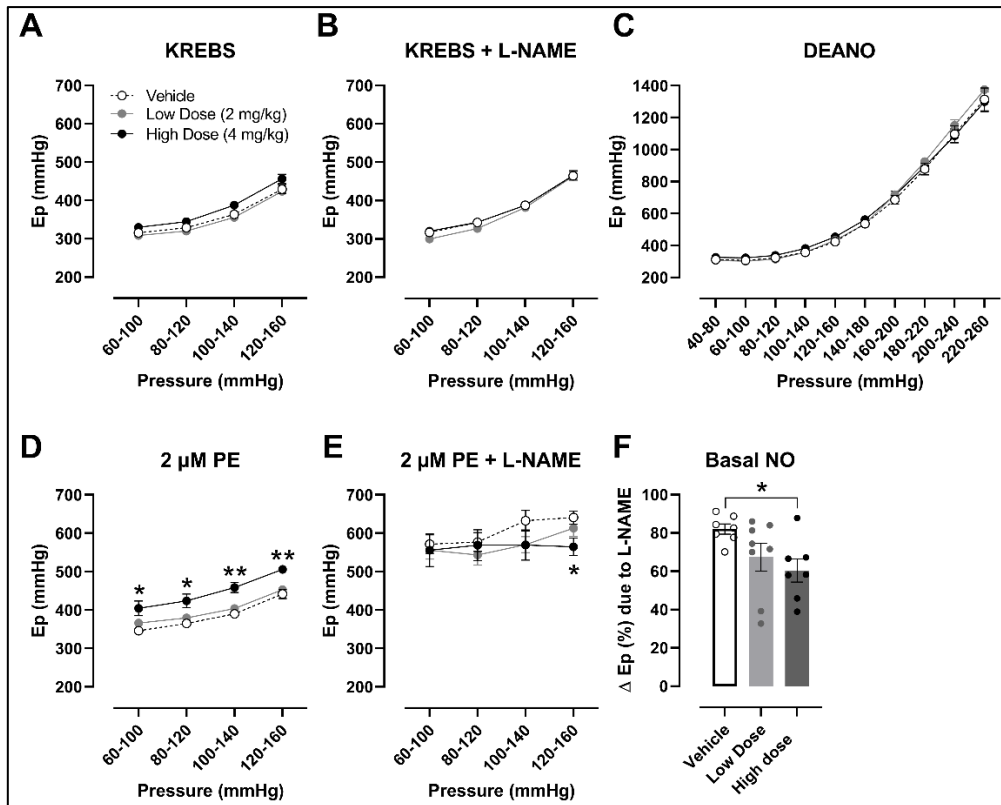 A
KREBS
Ep (mmHg)
700
600
500
400
300
200
Vehicle
Low Dose (2 mg/kg)
High Dose (4 mg/kg)
60-100
80-120
100-140
120-160
Pressure (mmHg)
B
KREBS + L-NAME
Ep (mmHg)
700
600
500
400
300
200
60-100
80-120
100-140
120-160
Pressure (mmHg)
C
DEANO
Ep (mmHg)
1400
1200
1000
800
600
400
200
40-80
60-100
80-120
100-140
120-160
140-180
160-200
180-220
200-240
220-260
Pressure (mmHg)
D
2 µM PE
Ep (mmHg)
700
600
500
400
300
200
*
*
**
**
60-100
80-120
100-140
120-160
Pressure (mmHg)
E
2 µM PE + L-NAME
Ep (mmHg)
700
600
500
400
300
200
*
60-100
80-120
100-140
120-160
Pressure (mmHg)
F
Basal NO
Δ Ep (%) due to L-NAME
100
80
60
40
20
0
*
Vehicle
Low Dose
High dose